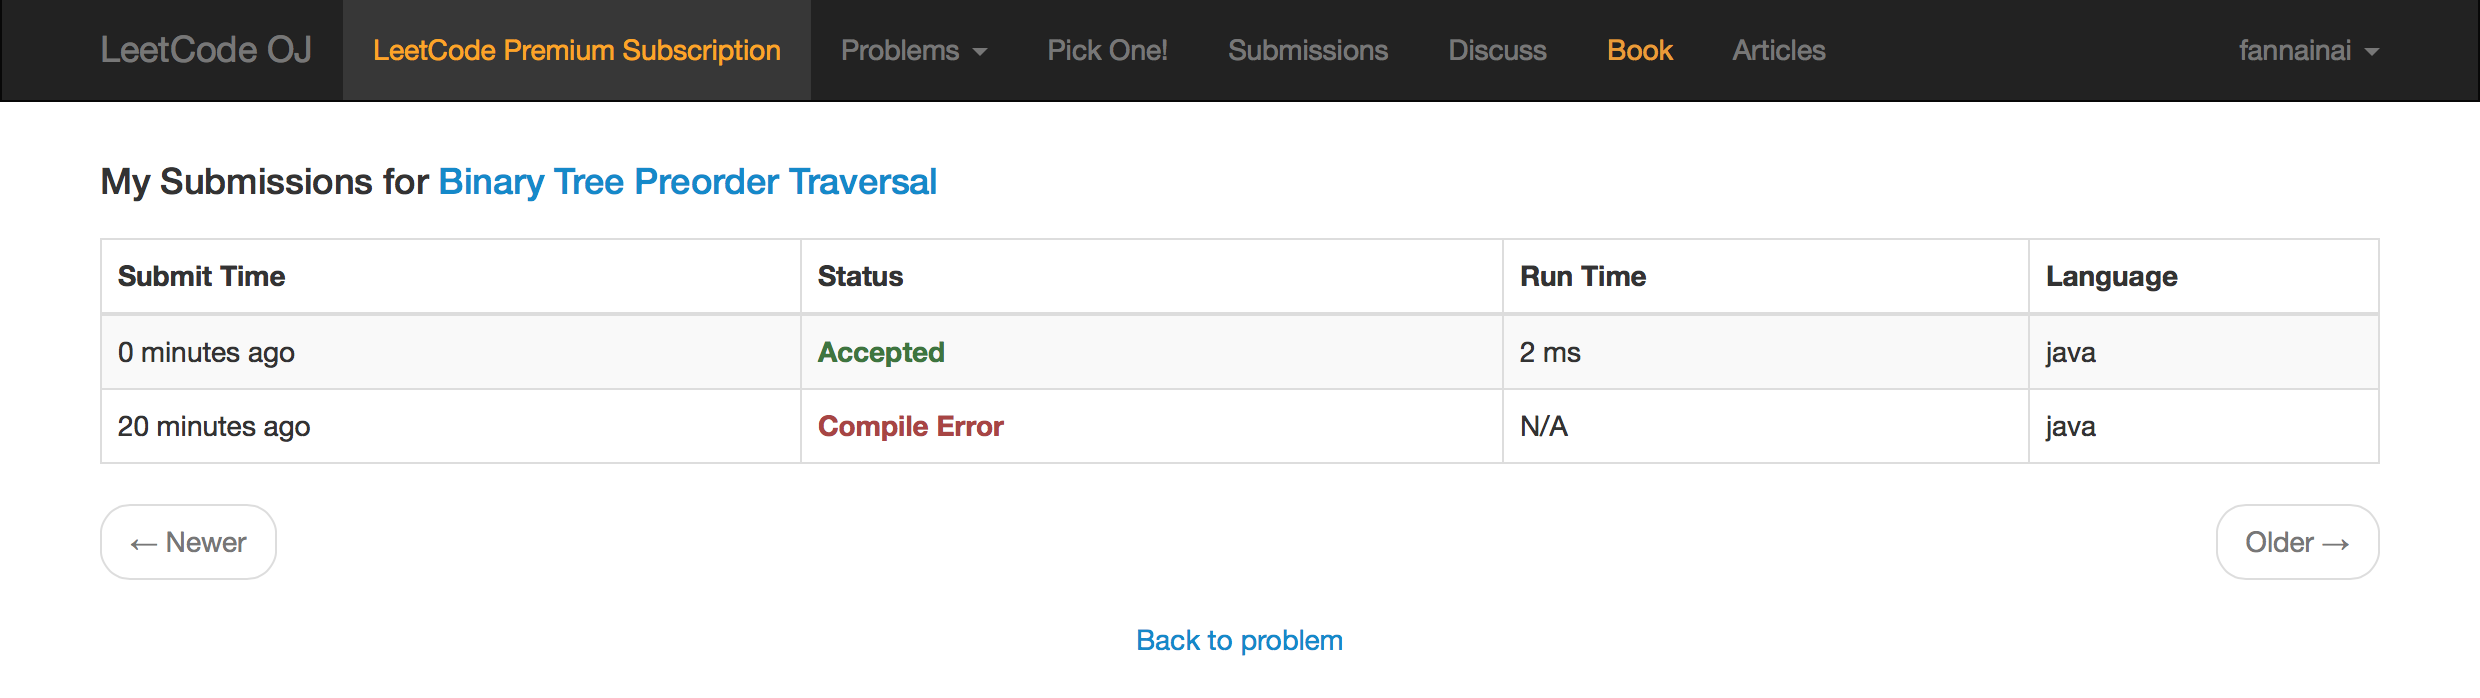 LeetCode OJ LeetCode Premium Subscription Problems Pick One! Submissions Discuss Book Articles fannainai
My Submissions for Binary Tree Preorder Traversal
Submit Time Status Run Time Language
0 minutes ago Accepted 2 ms java
20 minutes ago Compile Error N/A java
← Newer Older →
Back to problem